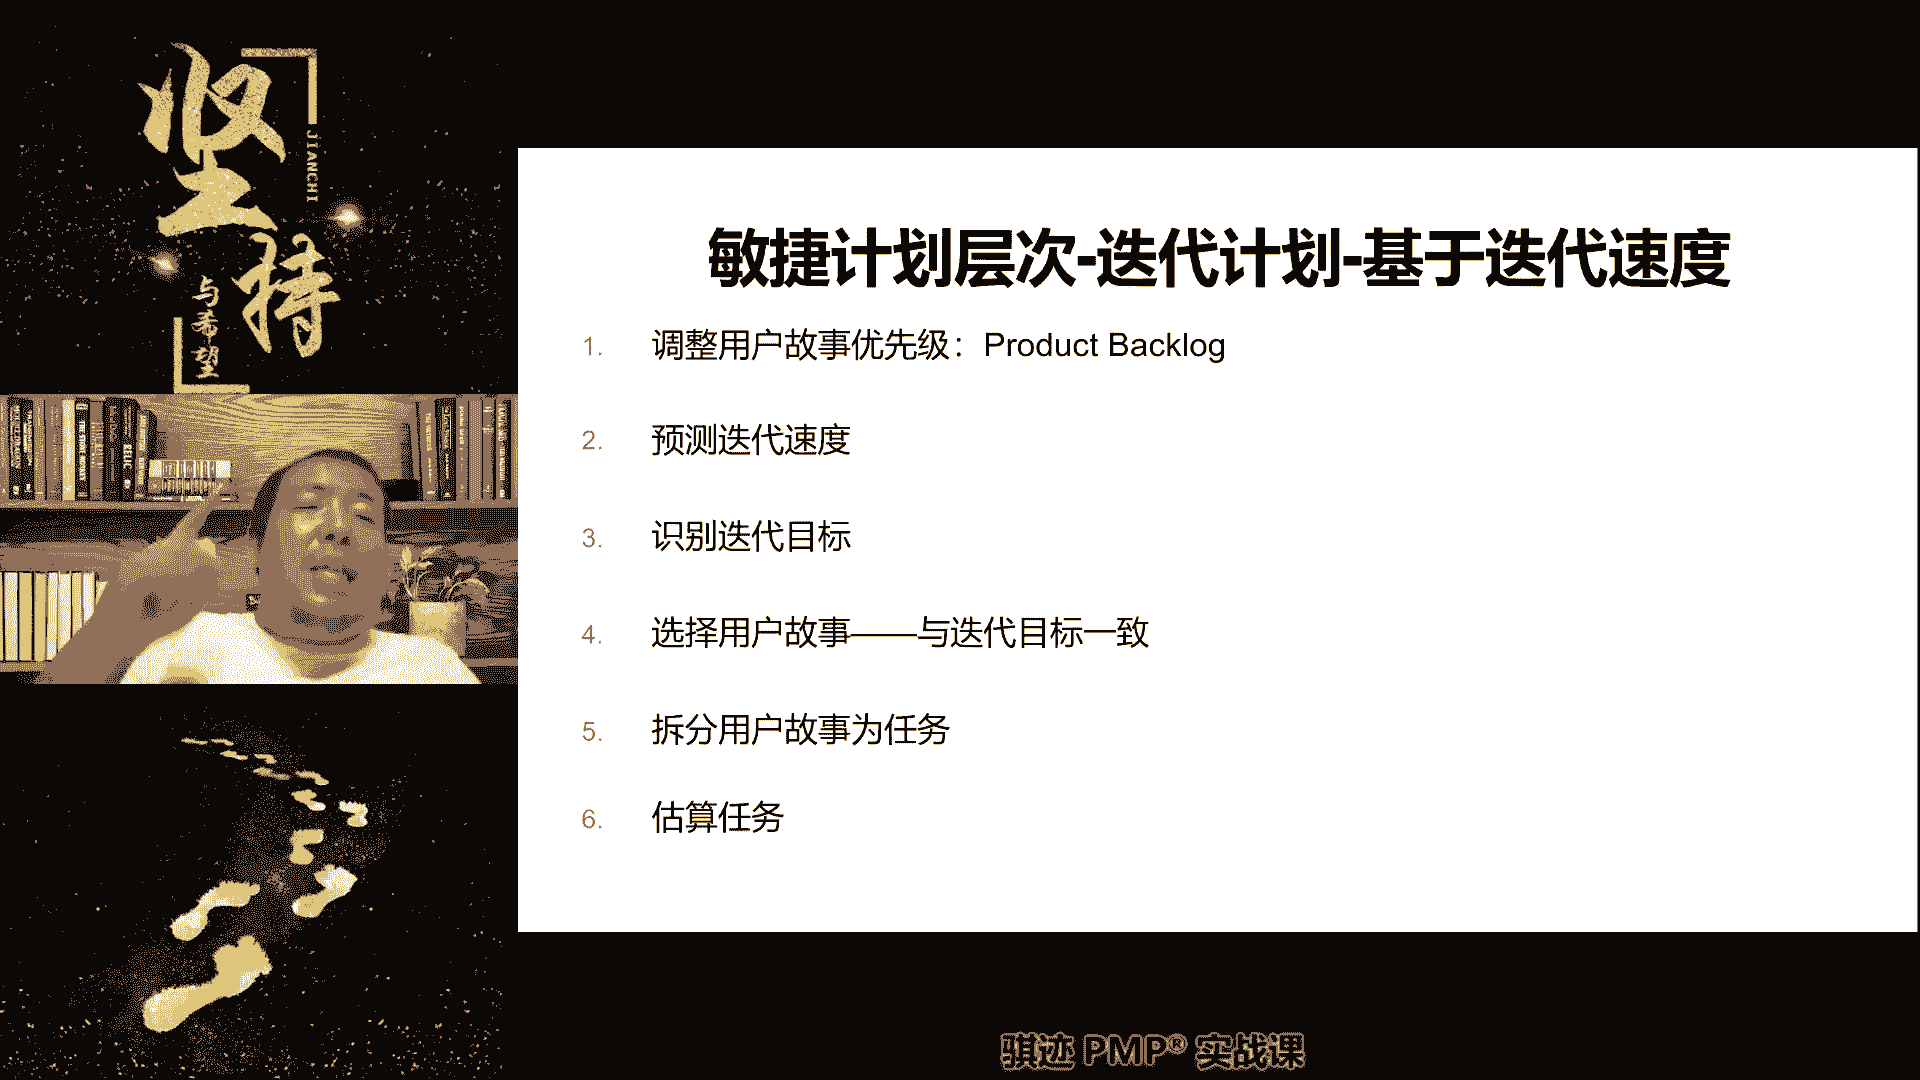 坚持
JIANCHI
与希望
敏捷计划层次-迭代计划-基于迭代速度
1. 调整用户故事优先级：Product Backlog
2. 预测迭代速度
3. 识别迭代目标
4. 选择用户故事——与迭代目标一致
5. 拆分用户故事为任务
6. 估算任务
骐迹 PMP® 实战课